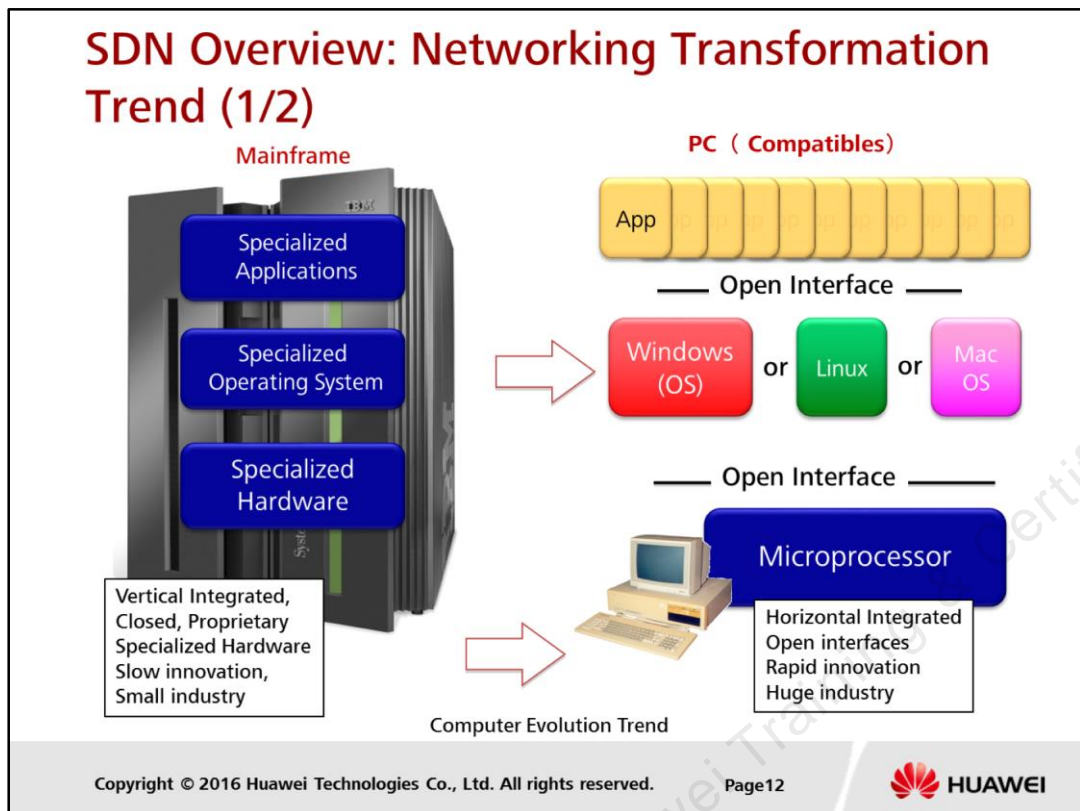 SDN Overview: Networking Transformation
Trend (1/2)
Mainframe
IBM
Specialized
Applications
Specialized
Operating System
Specialized
Hardware
Vertical Integrated,
Closed, Proprietary
Specialized Hardware
Slow innovation,
Small industry
PC（ Compatibles）
App
Open Interface
Windows
(OS)
or
Linux
or
Mac
OS
Open Interface
Microprocessor
Horizontal Integrated
Open interfaces
Rapid innovation
Huge industry
Computer Evolution Trend
Copyright © 2016 Huawei Technologies Co., Ltd. All rights reserved.
Page12
HUAWEI